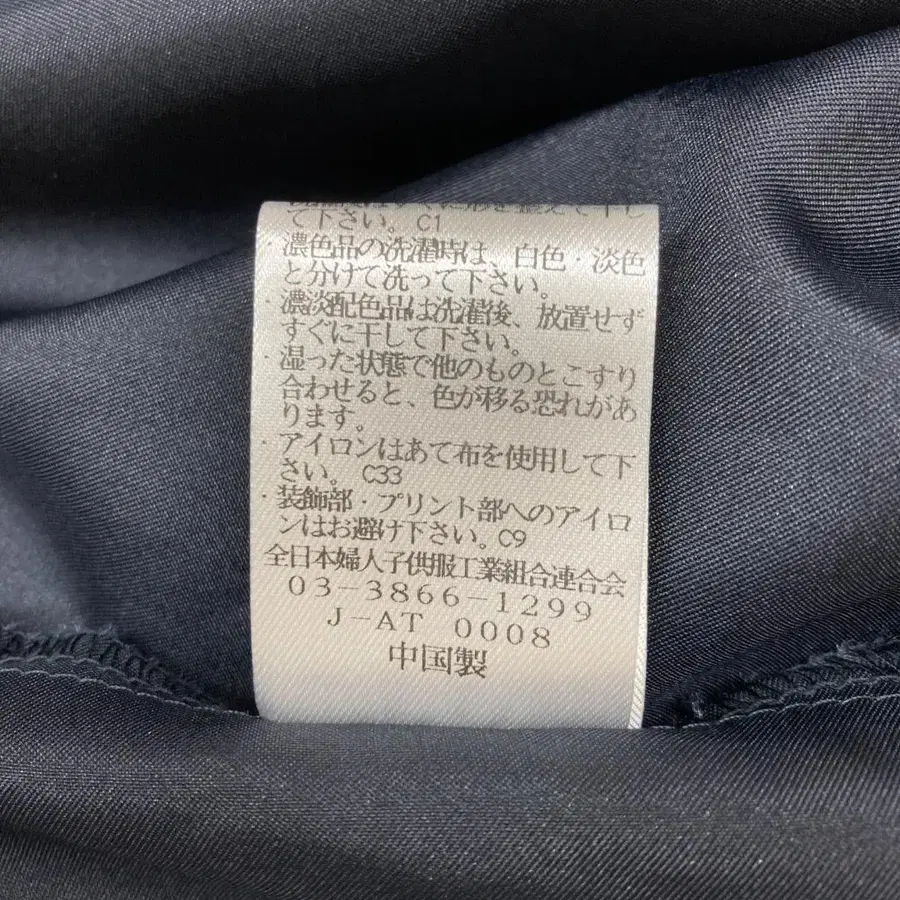 て下さい。C1
・濃色品の洗濯時は、白色・淡色
と分けて洗って下さい。
・濃淡配色品は洗濯後、放置せず
すぐに干して下さい。
・湿った状態で他のものとこすり
合わせると、色が移る恐れがあ
ります。
・アイロンはあて布を使用して下
さい。C33
・装飾部・プリント部へのアイロ
ンはお避け下さい。C9
全日本婦人子供服工業組合連合会
03-3866-1299
J-AT 0008
中国製